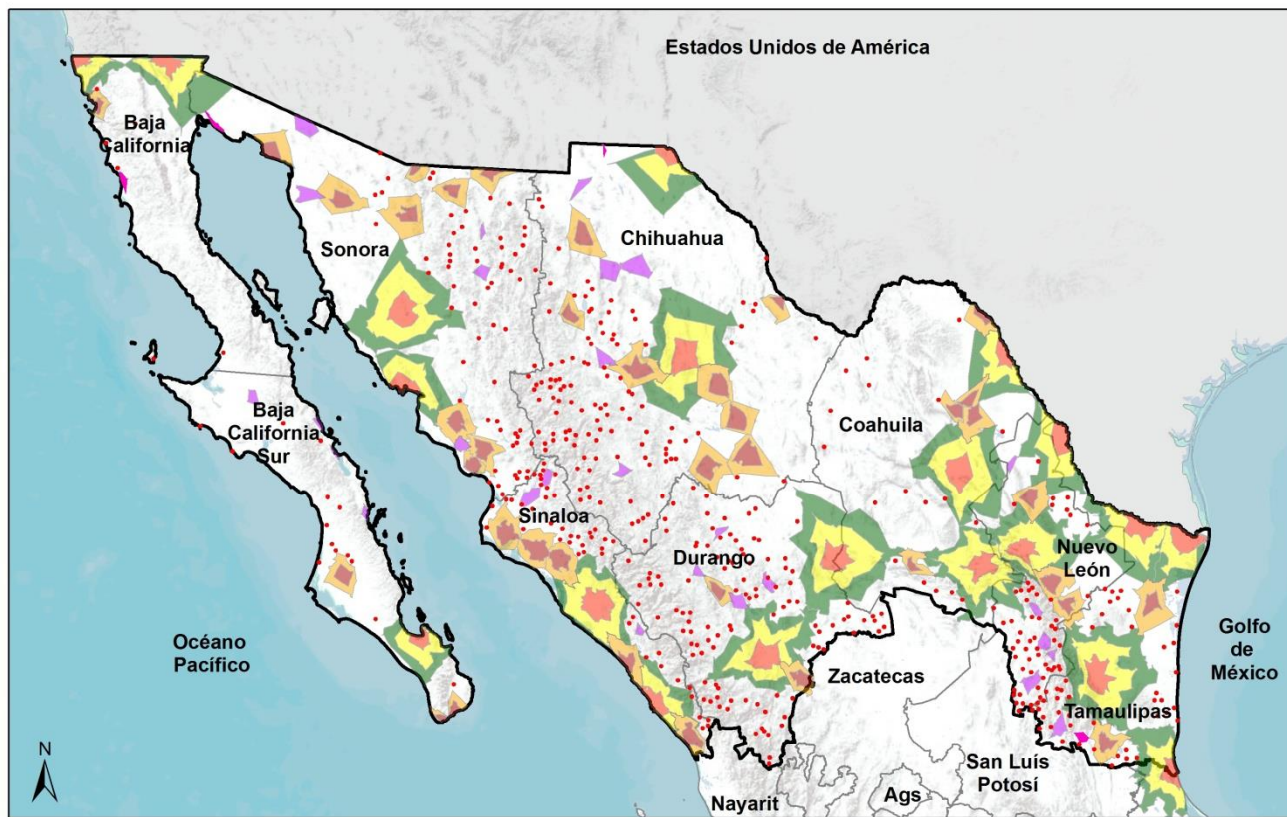 Estados Unidos de América
Baja
California
Sonora
Chihuahua
Coahuila
Baja
California
Sur
Sinaloa
Durango
Nuevo
León
Océano
Pacífico
Golfo
de
México
Zacatecas
Tamaulipas
San Luís
Potosí
Nayarit
Ags
N